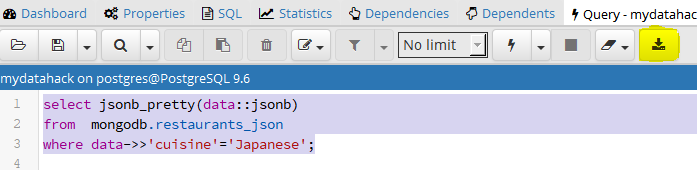 Dashboard Properties SQL Statistics Dependencies Dependents Query - mydatahack
No limit
mydatahack on postgres@PostgreSQL 9.6
1 select jsonb_pretty(data::jsonb)
2 from  mongodb.restaurants_json
3 where data->>'cuisine'='Japanese';
4